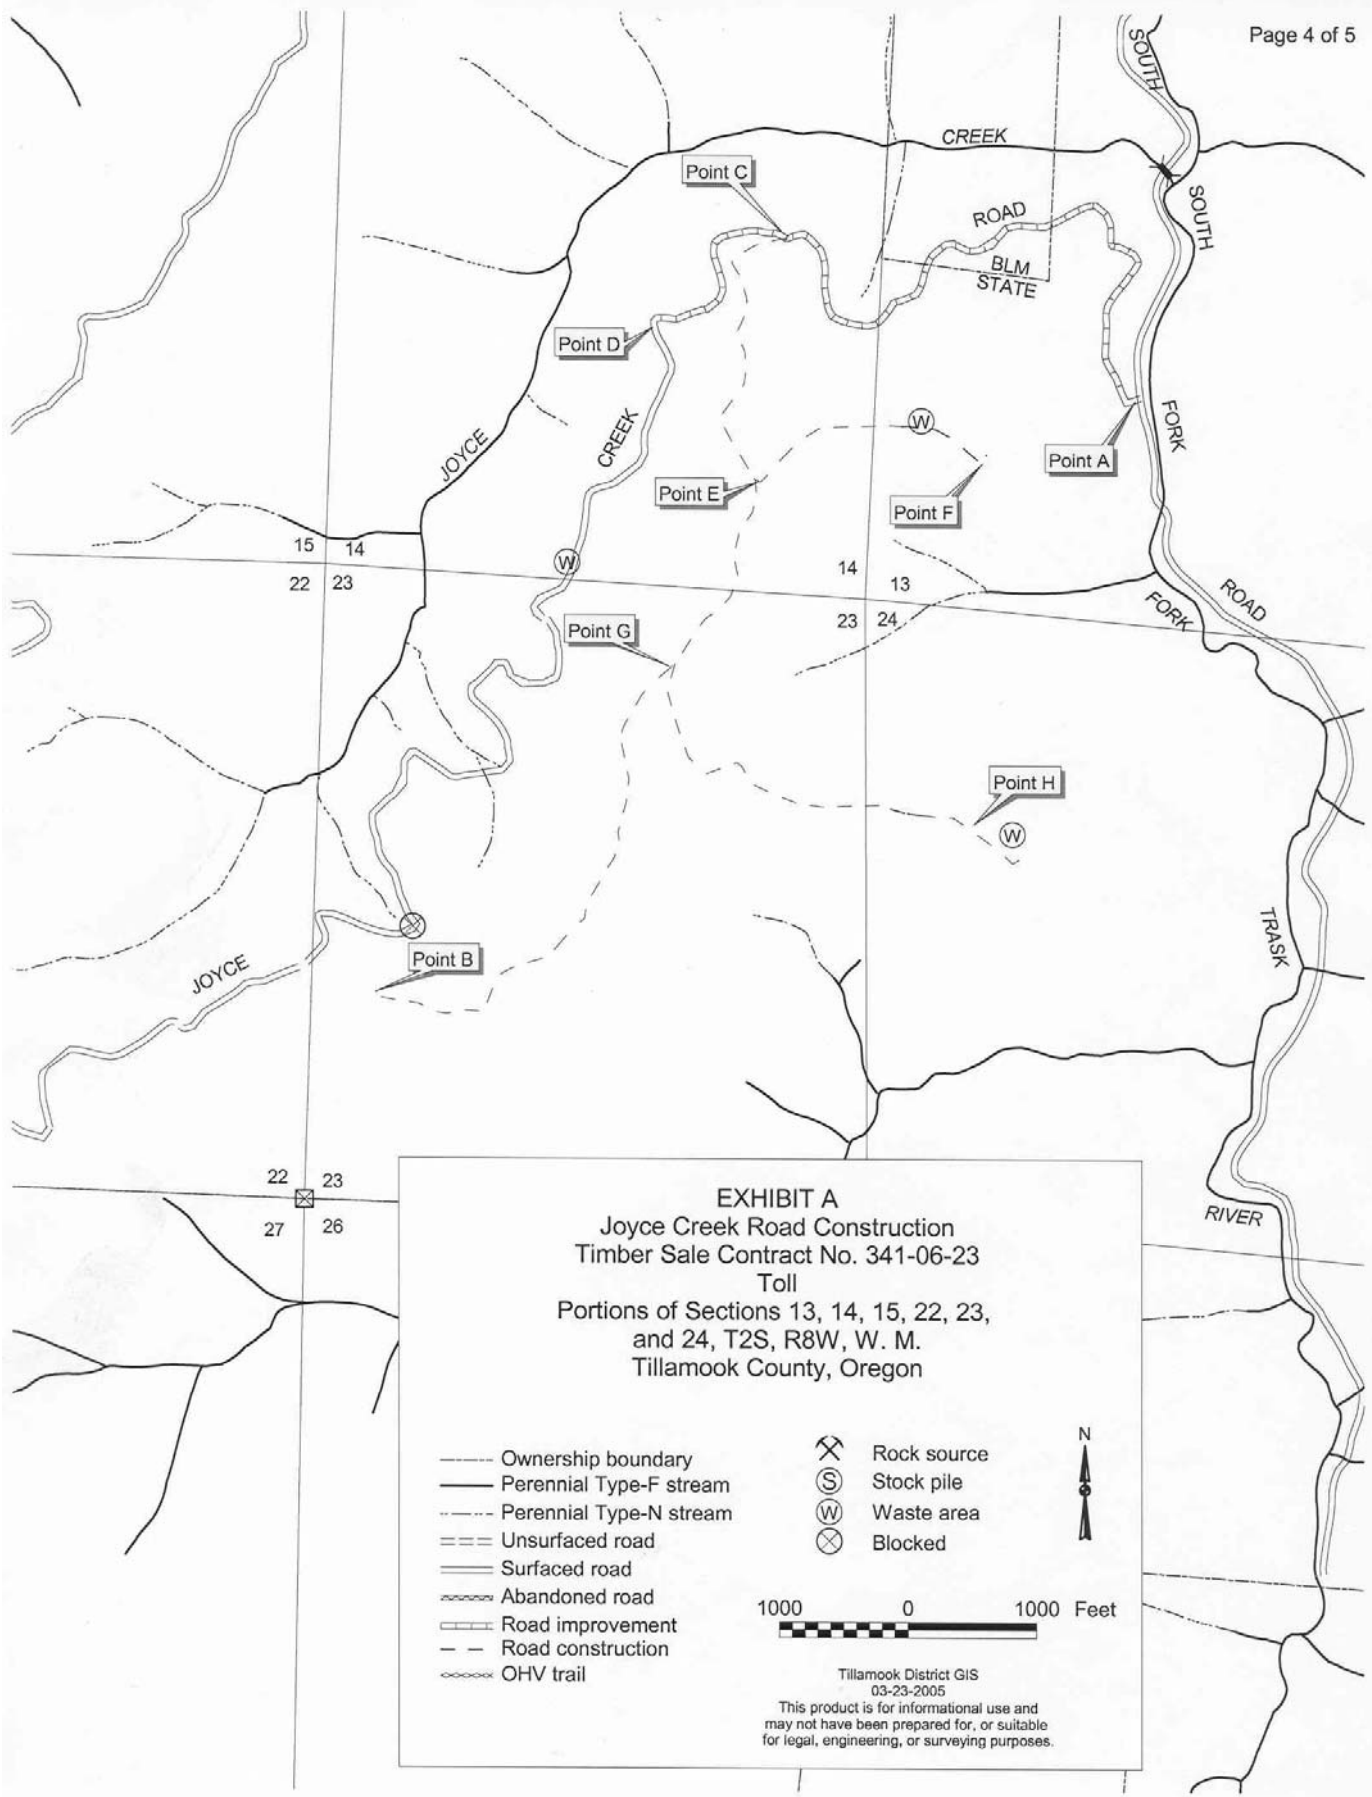 Page 4 of 5
SOUTH
CREEK
Point C
SOUTH
ROAD
BLM
STATE
Point D
FORK
CREEK
JOYCE
W
Point A
Point E
Point F
15 14
22 23
W
14
13
23 24
ROAD
FORK
Point G
Point H
W
TRASK
Point B
JOYCE
22 23
27 26
RIVER
EXHIBIT A
Joyce Creek Road Construction
Timber Sale Contract No. 341-06-23
Toll
Portions of Sections 13, 14, 15, 22, 23,
and 24, T2S, R8W, W. M.
Tillamook County, Oregon
Ownership boundary
Perennial Type-F stream
Perennial Type-N stream
Unsurfaced road
Surfaced road
Abandoned road
Road improvement
Road construction
OHV trail
Rock source
S Stock pile
W Waste area
Blocked
N
1000 0 1000 Feet
Tillamook District GIS
03-23-2005
This product is for informational use and
may not have been prepared for, or suitable
for legal, engineering, or surveying purposes.